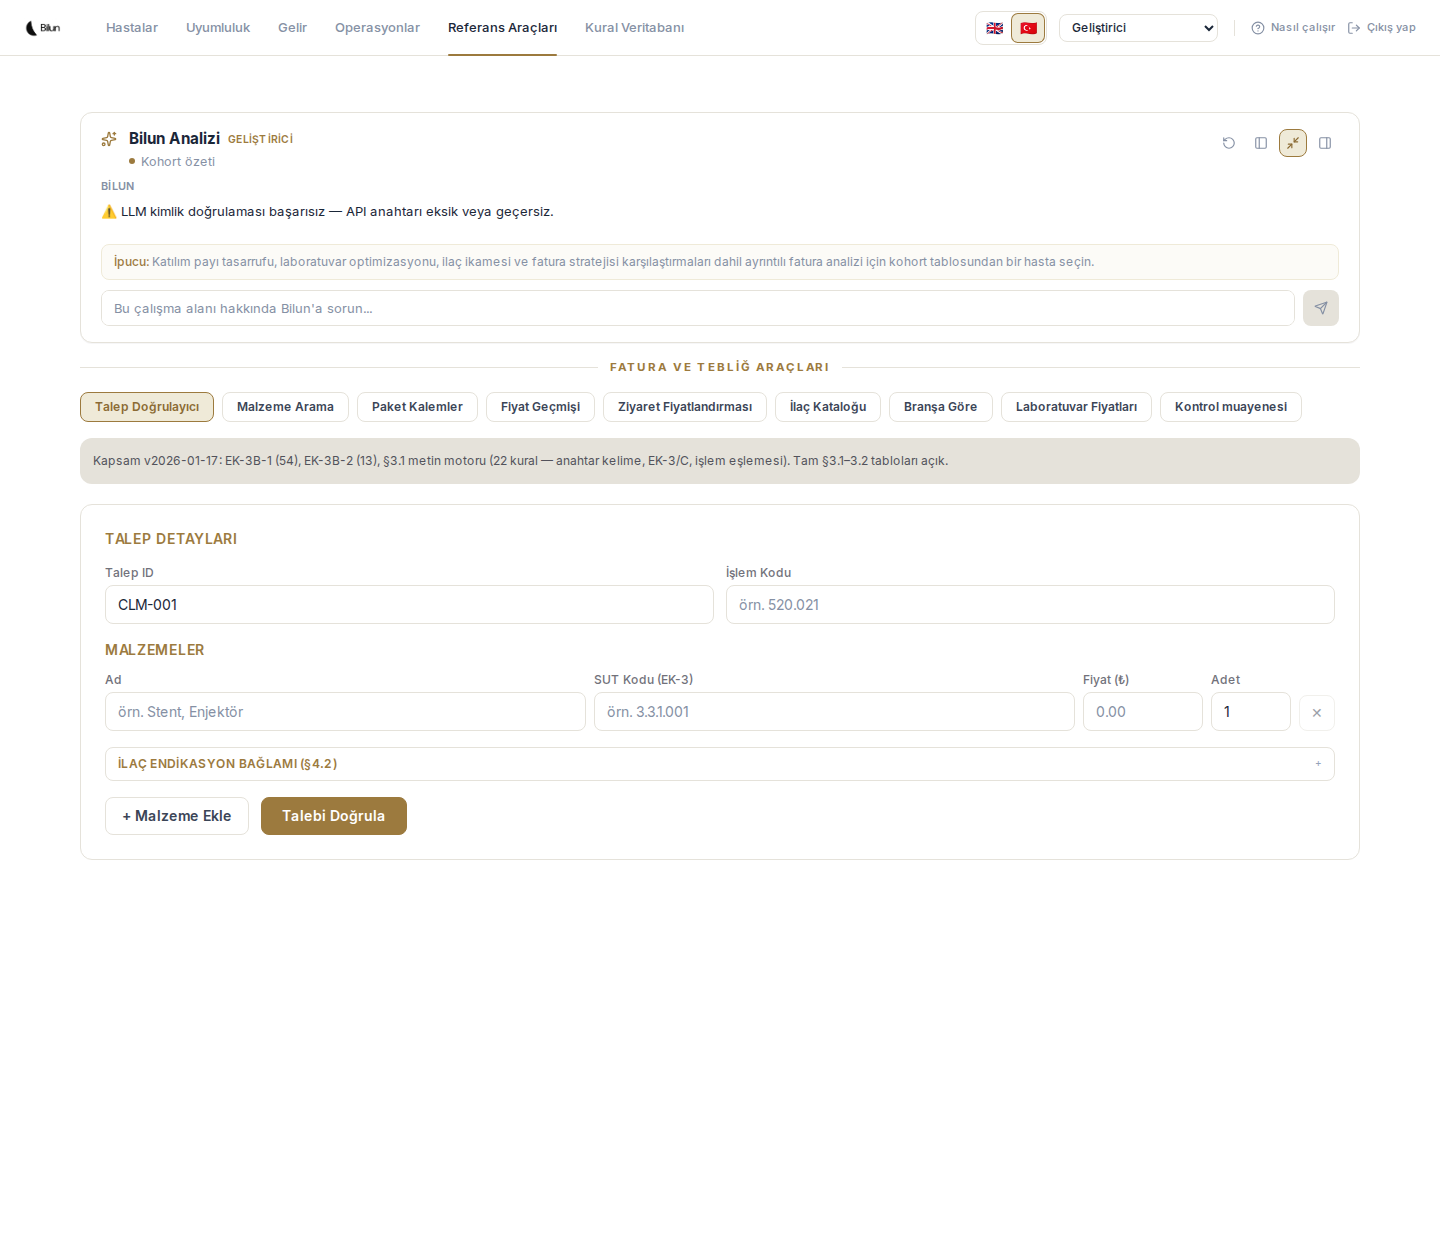 Bilun
Hastalar
Uyumluluk
Gelir
Operasyonlar
Referans Araçları
Kural Veritabanı
Geliştirici
Nasıl çalışır
Çıkış yap
Bilun Analizi GELİŞTİRİCİ
Kohort özeti
BİLUN
⚠️ LLM kimlik doğrulaması başarısız — API anahtarı eksik veya geçersiz.
İpucu: Katılım payı tasarrufu, laboratuvar optimizasyonu, ilaç ikamesi ve fatura stratejisi karşılaştırmaları dahil ayrıntılı fatura analizi için kohort tablosundan bir hasta seçin.
Bu çalışma alanı hakkında Bilun'a sorun...
FATURA VE TEBLİĞ ARAÇLARI
Talep Doğrulayıcı
Malzeme Arama
Paket Kalemler
Fiyat Geçmişi
Ziyaret Fiyatlandırması
İlaç Kataloğu
Branşa Göre
Laboratuvar Fiyatları
Kontrol muayenesi
Kapsam v2026-01-17: EK-3B-1 (54), EK-3B-2 (13), §3.1 metin motoru (22 kural — anahtar kelime, EK-3/C, işlem eşlemesi). Tam §3.1–3.2 tabloları açık.
TALEP DETAYLARI
Talep ID
İşlem Kodu
CLM-001
örn. 520.021
MALZEMELER
Ad
SUT Kodu (EK-3)
Fiyat (₺)
Adet
örn. Stent, Enjektör
örn. 3.3.1.001
0.00
1
✕
İLAÇ ENDİKASYON BAĞLAMI (§4.2)
+
+ Malzeme Ekle
Talebi Doğrula